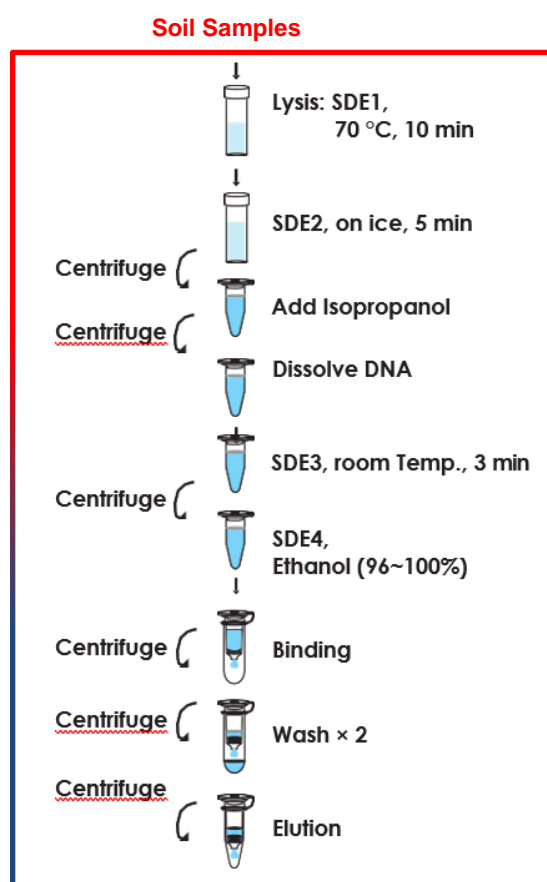 Soil Samples
Lysis: SDE1,
70 °C, 10 min
SDE2, on ice, 5 min
Centrifuge
Add Isopropanol
Centrifuge
Dissolve DNA
SDE3, room Temp., 3 min
Centrifuge
SDE4,
Ethanol (96~100%)
Centrifuge
Binding
Centrifuge
Wash × 2
Centrifuge
Elution